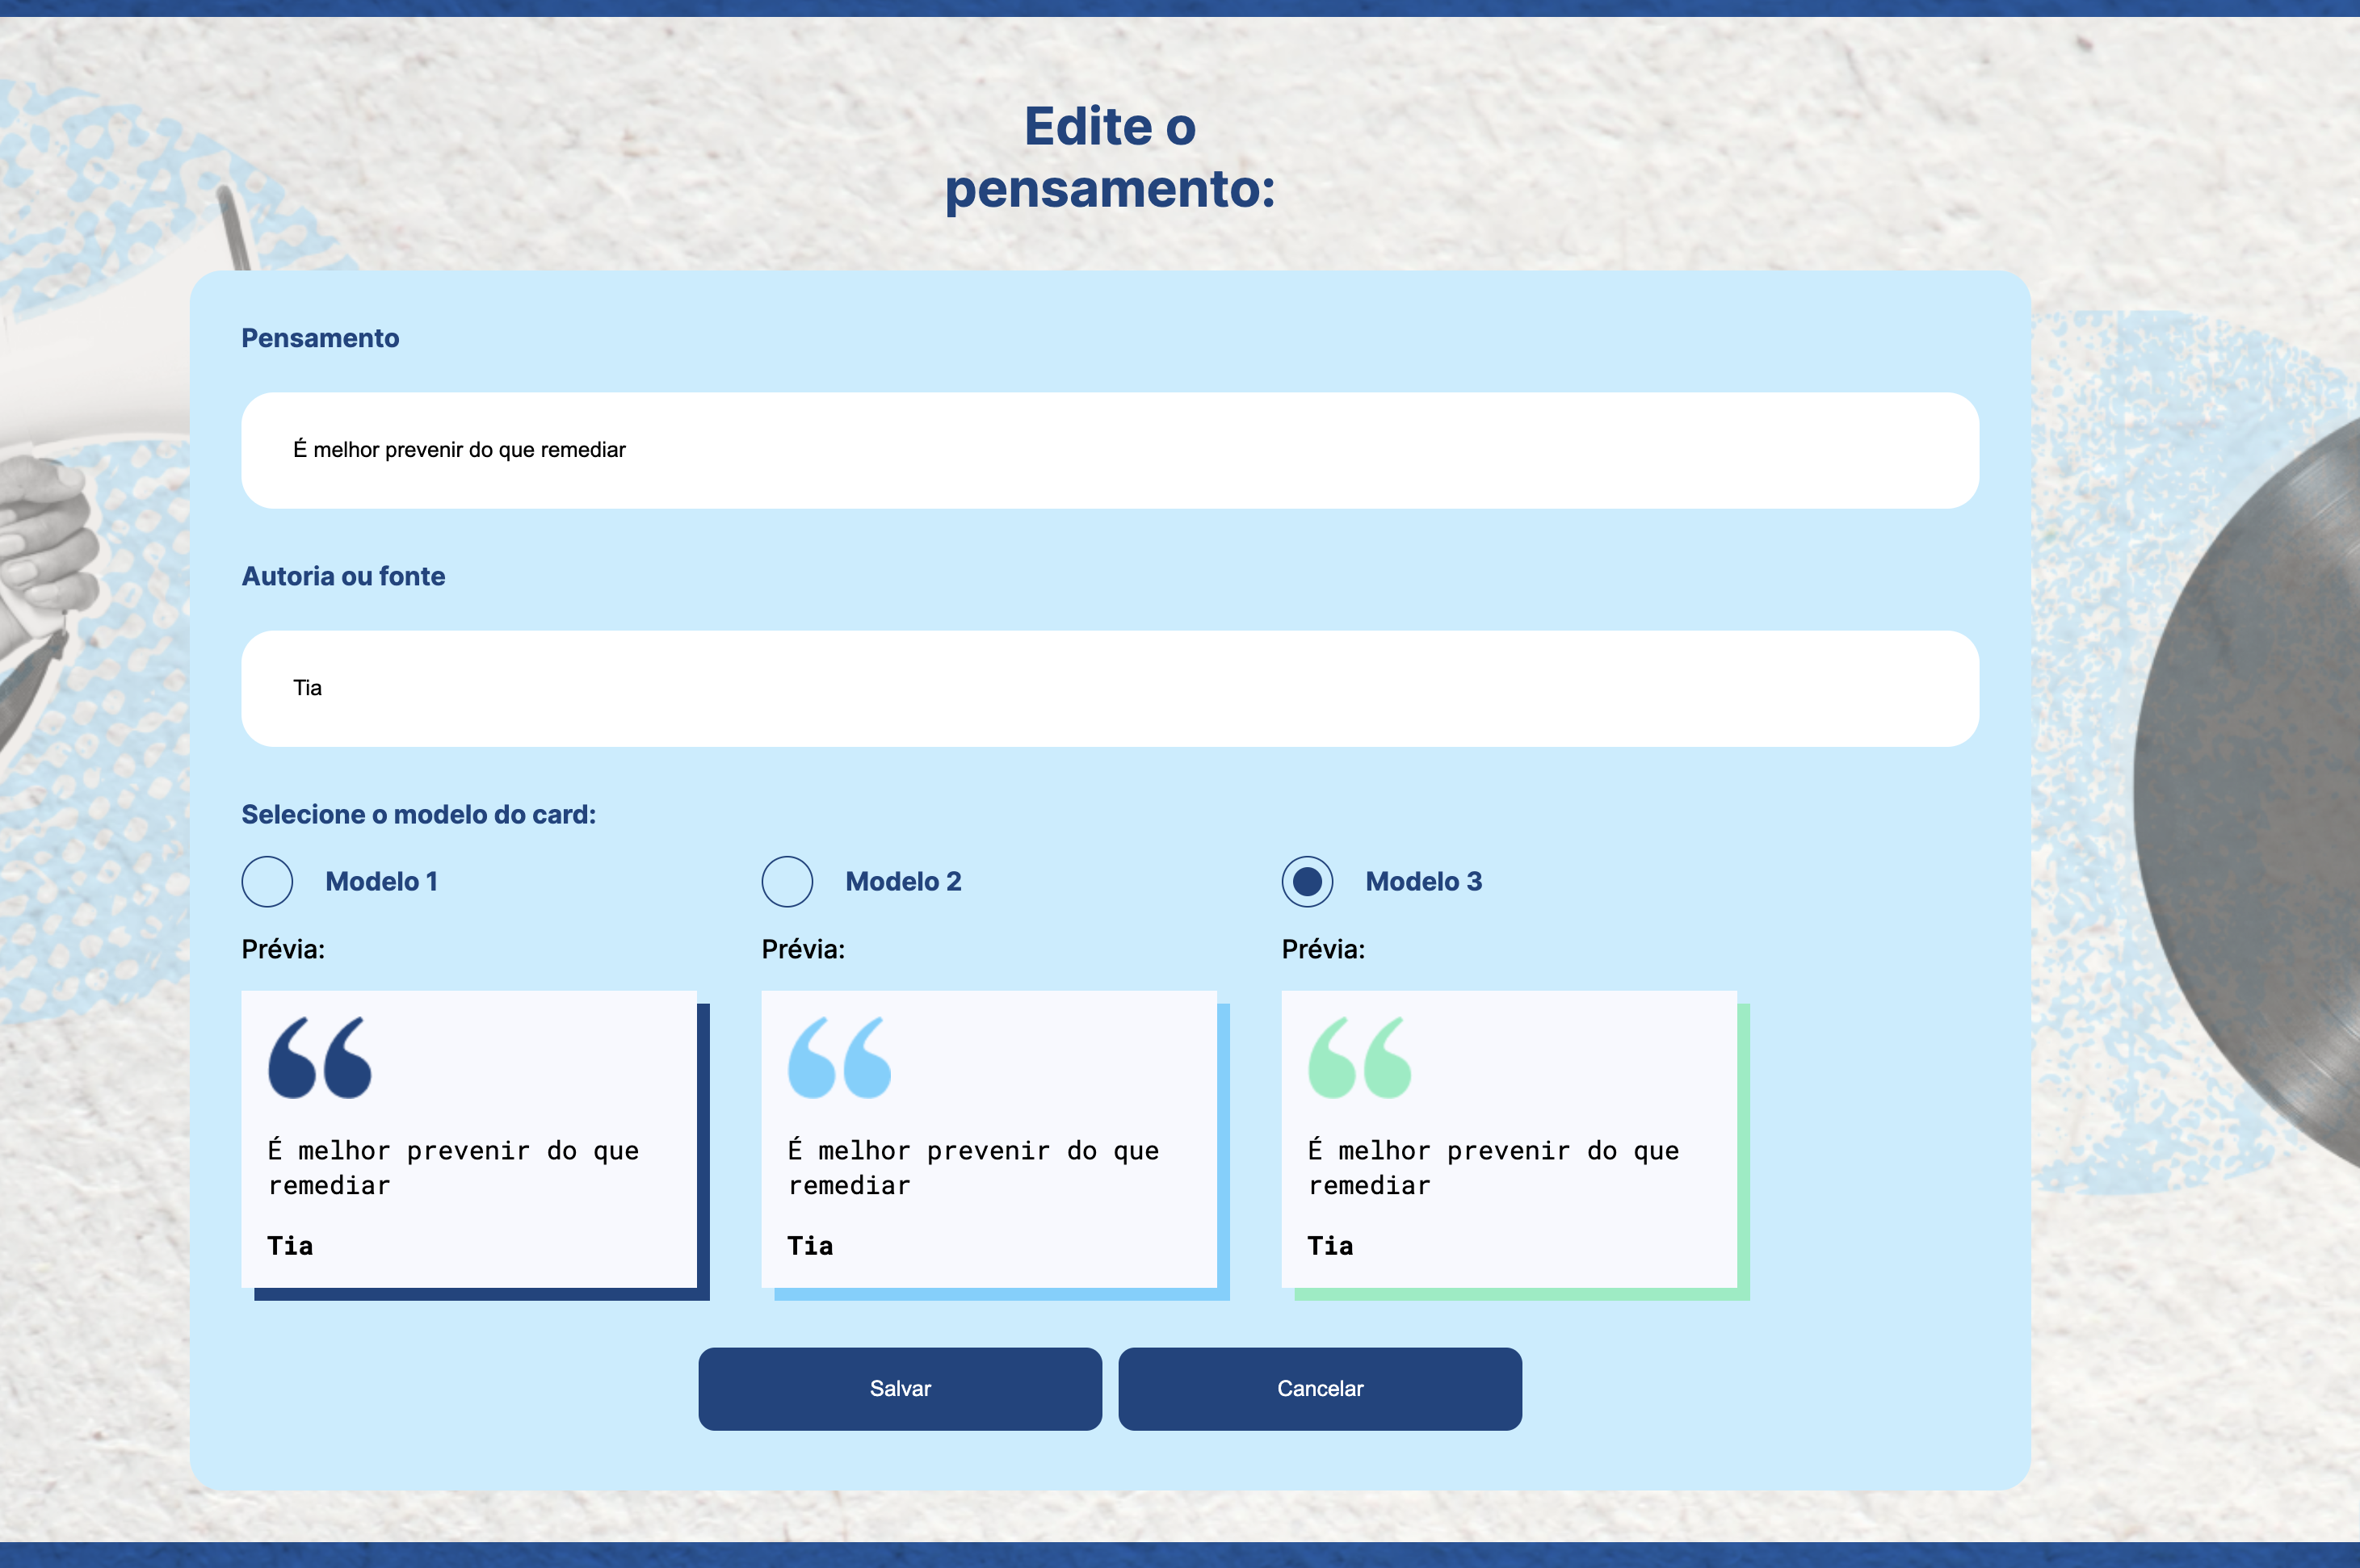 Edite o
pensamento:
Pensamento
É melhor prevenir do que remediar
Autoria ou fonte
Tia
Selecione o modelo do card:
Modelo 1
Modelo 2
Modelo 3
Prévia:
Prévia:
Prévia:
É melhor prevenir do que
remediar
Tia
É melhor prevenir do que
remediar
Tia
É melhor prevenir do que
remediar
Tia
Salvar
Cancelar